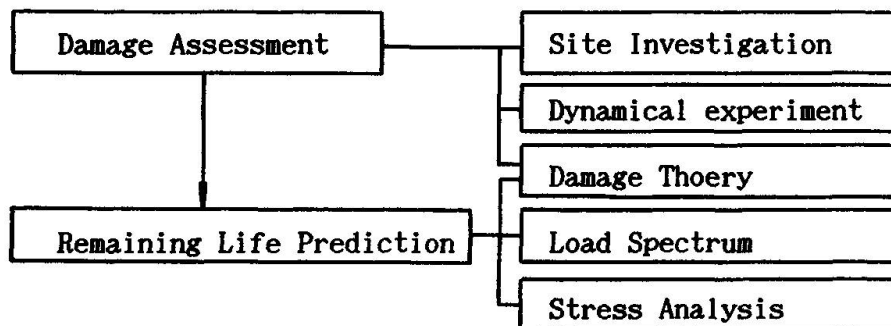 Damage Assessment
Site Investigation
Dynamical experiment
Damage Thoery
Remaining Life Prediction
Load Spectrum
Stress Analysis